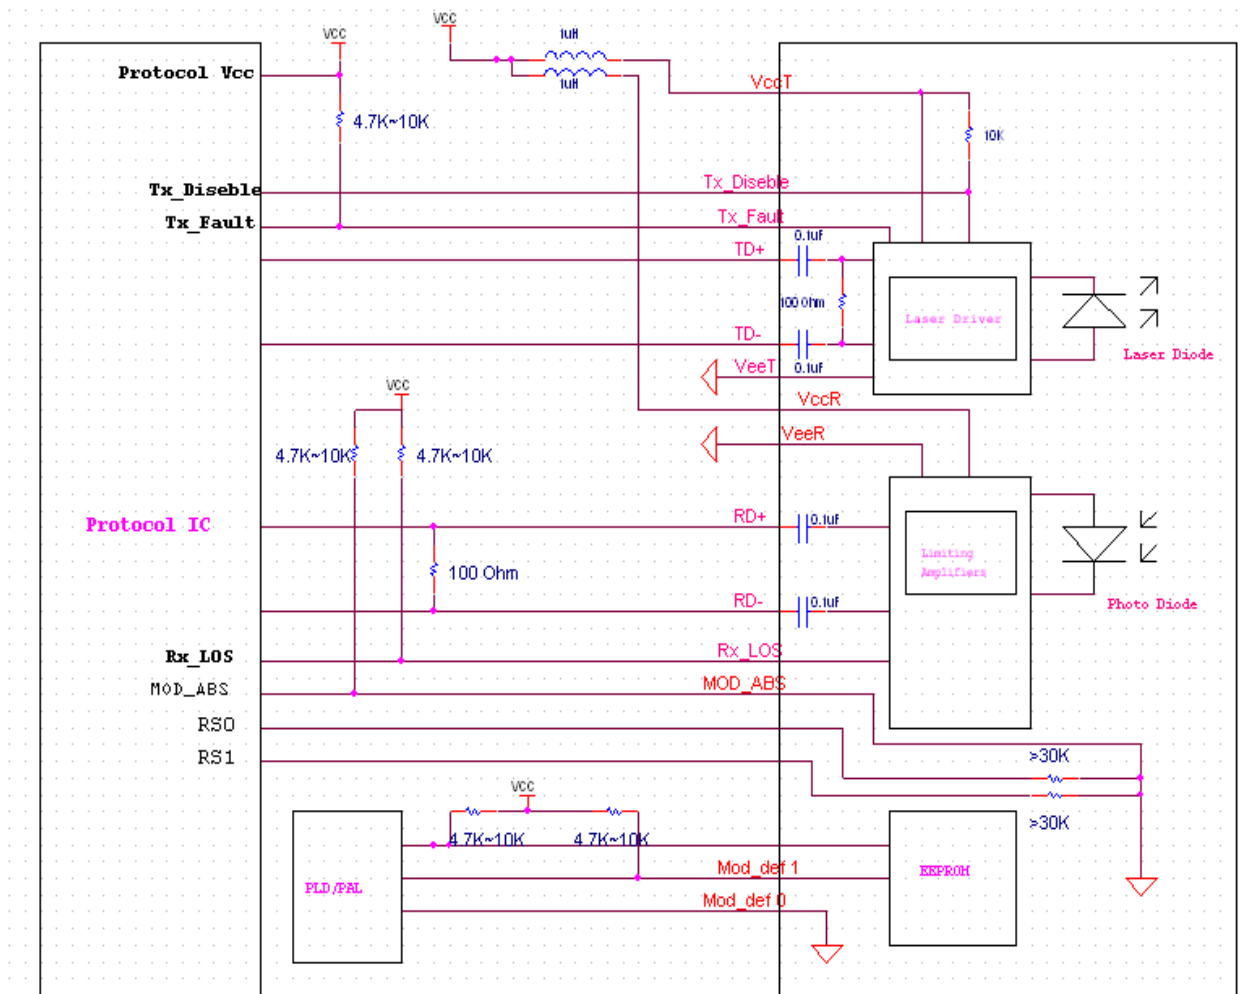 VCC
VCC
1uH
Protocol Vcc
1uH
VccT
4.7K~10K
10K
Tx_Diseble
Tx_Diseble
Tx_Fault
Tx_Fault
0.1uF
TD+
100 Ohm
Laser Driver
TD-
Laser Diode
VeeT
0.1uF
VCC
VccR
VeeR
4.7K~10K
4.7K~10K
Protocol IC
RD+
0.1uF
Limiting
Amplifiers
100 Ohm
RD-
0.1uF
Photo Diode
Rx_LOS
Rx_LOS
MOD_ABS
MOD_ABS
RS0
RS1
>30K
VCC
>30K
4.7K~10K
4.7K~10K
Mod_def 1
EEPROM
PLD/PAL
Mod_def 0